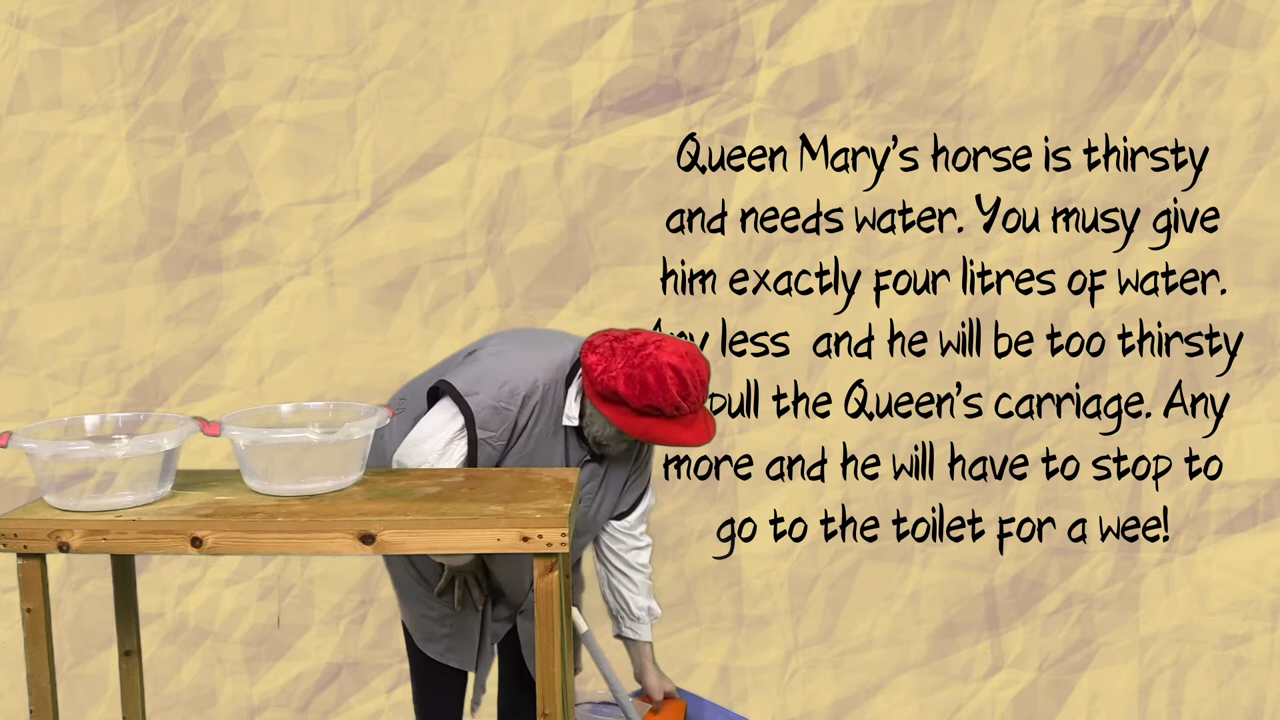 Queen Mary's horse is thirsty
and needs water. You musy give
him exactly four litres of water.
less and he will be too thirsty
pull the Queen's carriage. Any
more and he will have to stop to
go to the toilet for a wee!